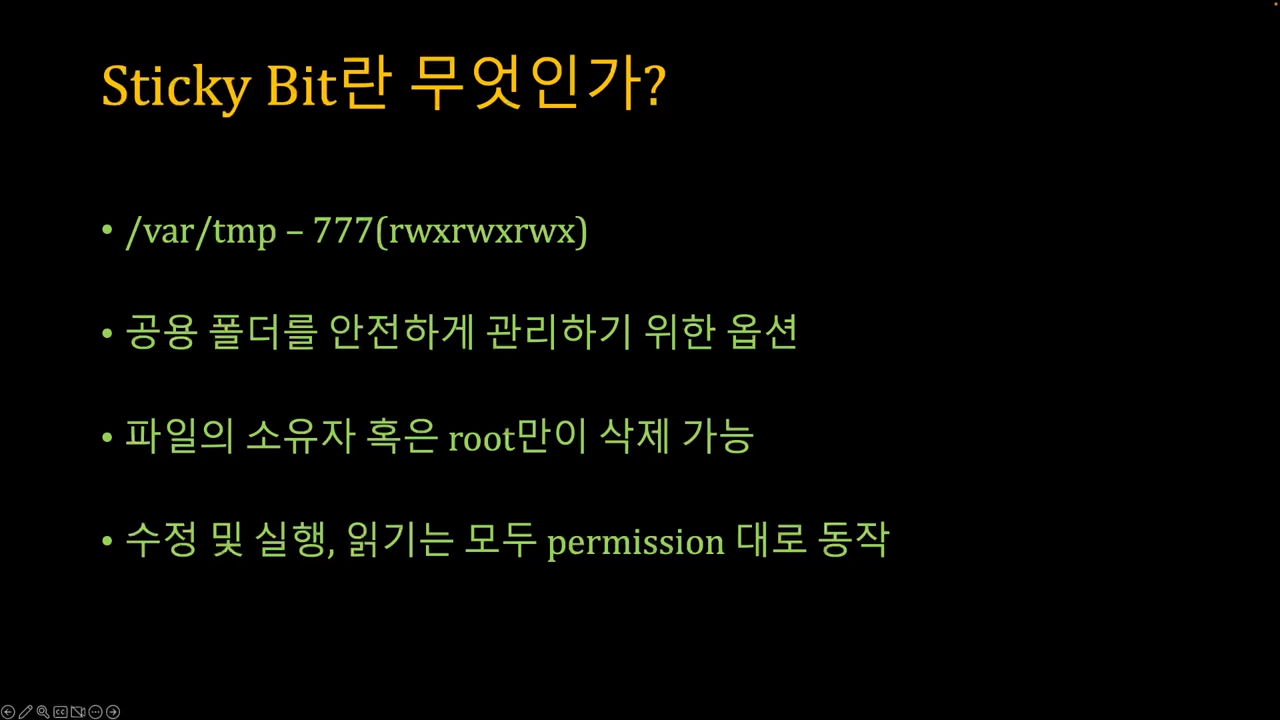 Sticky Bit란 무엇인가?
• /var/tmp – 777(rwxrwxrwx)
• 공용 폴더를 안전하게 관리하기 위한 옵션
• 파일의 소유자 혹은 root만이 삭제 가능
• 수정 및 실행, 읽기는 모두 permission 대로 동작